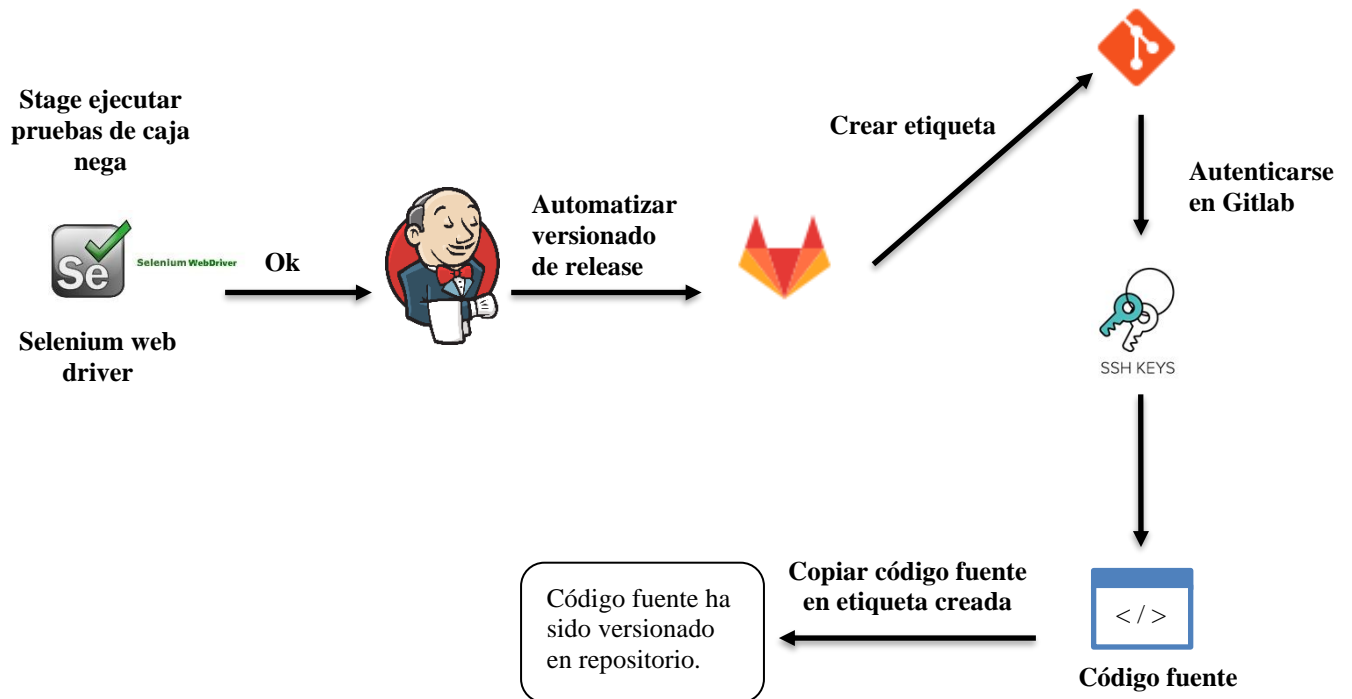 Stage ejecutar
pruebas de caja
nega
Se
Selenium WebDriver
Selenium web
driver
Ok
Automatizar
versionado
de release
Crear etiqueta
Autenticarse
en Gitlab
SSH KEYS
< / >
Código fuente
Copiar código fuente
en etiqueta creada
Código fuente ha
sido versionado
en repositorio.